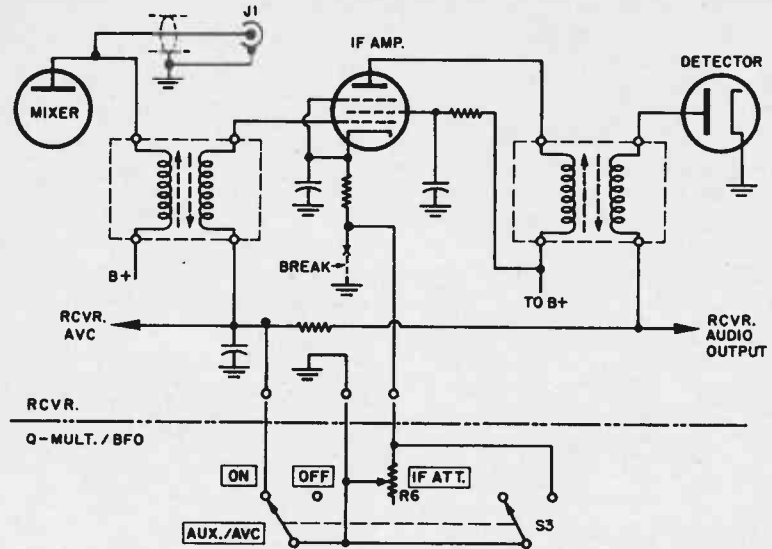 J1
IF AMP.
DETECTOR
MIXER
B+
BREAK
TO B+
RCVR.
AVC
RCVR.
AUDIO
OUTPUT
RCVR.
Q-MULT./BFO
ON
OFF
IF ATT.
R6
AUX./AVC
S3